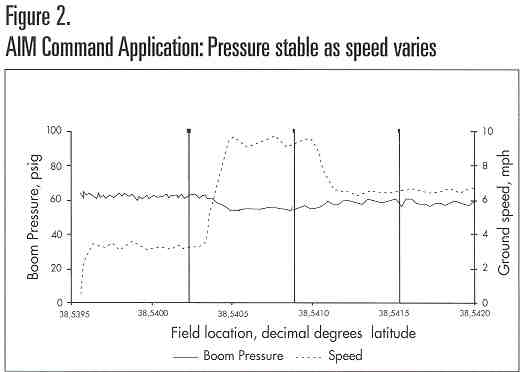 Figure 2.
AIM Command Application: Pressure stable as speed varies
100
80
60
40
20
0
Boom Pressure, psig
10
8
6
4
2
0
Ground speed, mph
38,5395
38,5400
38,5405
38,5410
38,5415
38,5420
Field location, decimal degrees latitude
Boom Pressure
Speed